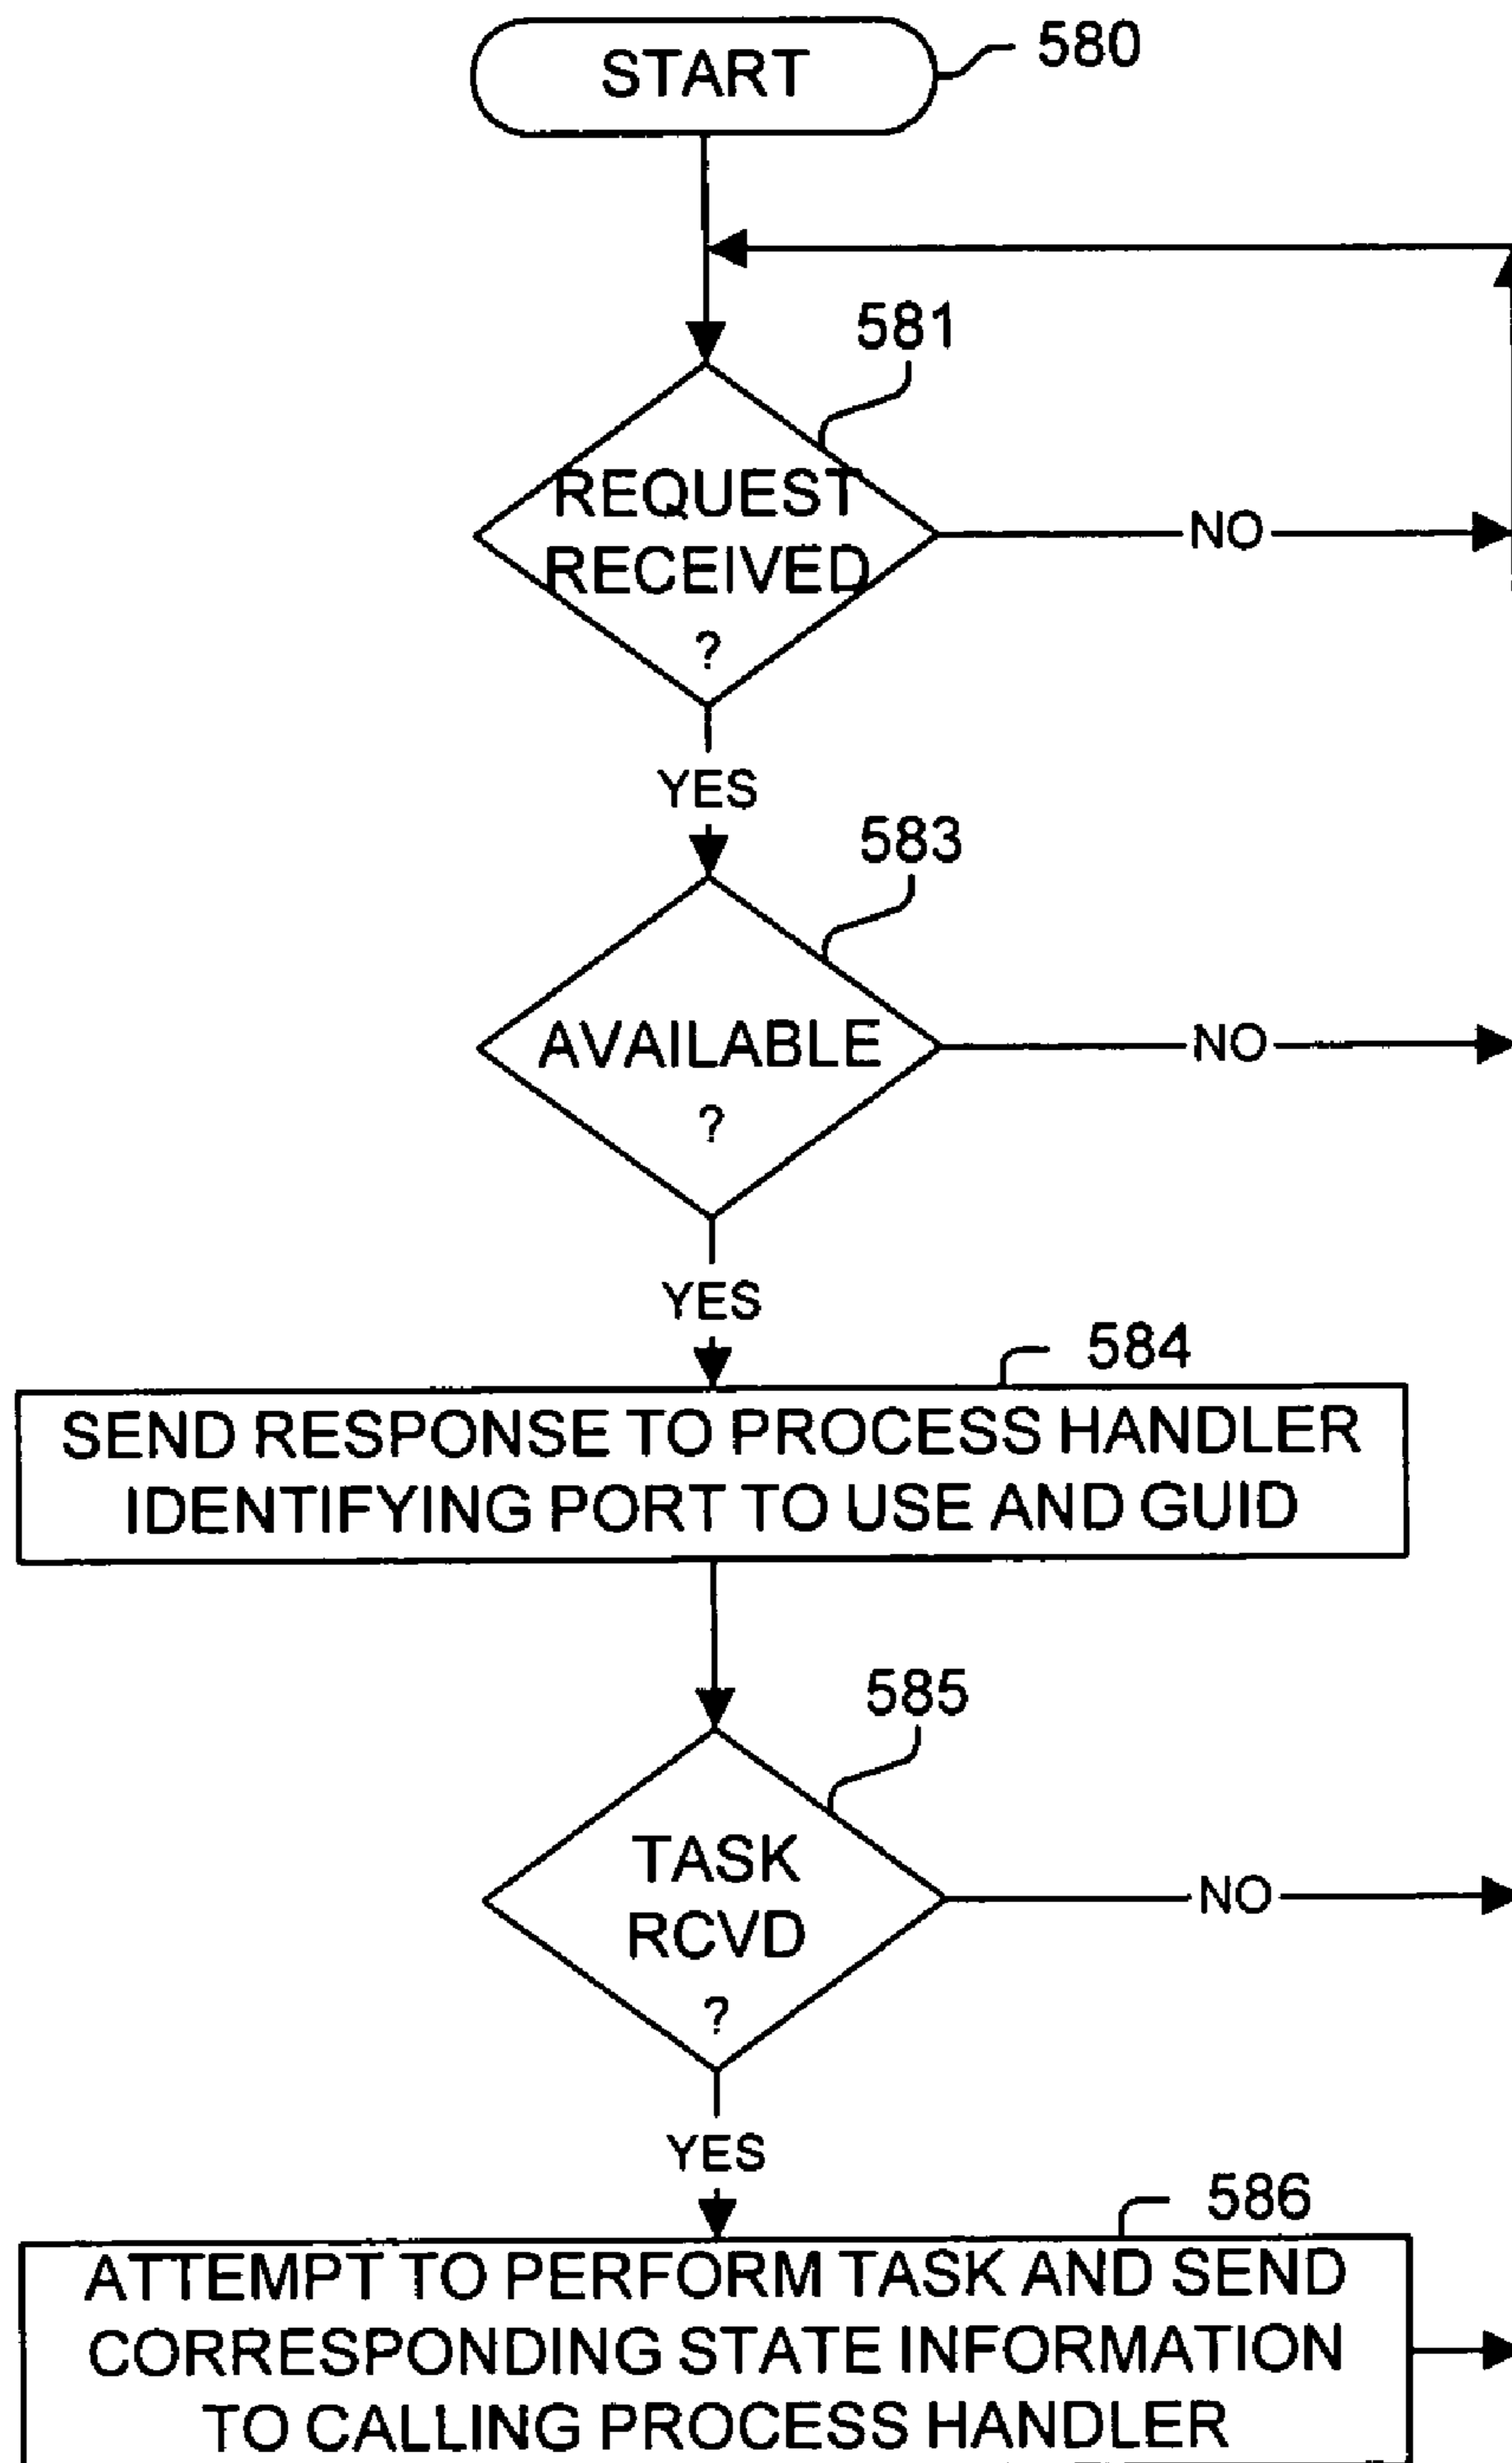 START
580
581
REQUEST
RECEIVED
?
NO
YES
583
AVAILABLE
?
NO
YES
584
SEND RESPONSE TO PROCESS HANDLER
IDENTIFYING PORT TO USE AND GUID
585
TASK
RCVD
?
NO
YES
586
ATTEMPT TO PERFORM TASK AND SEND
CORRESPONDING STATE INFORMATION
TO CALLING PROCESS HANDLER